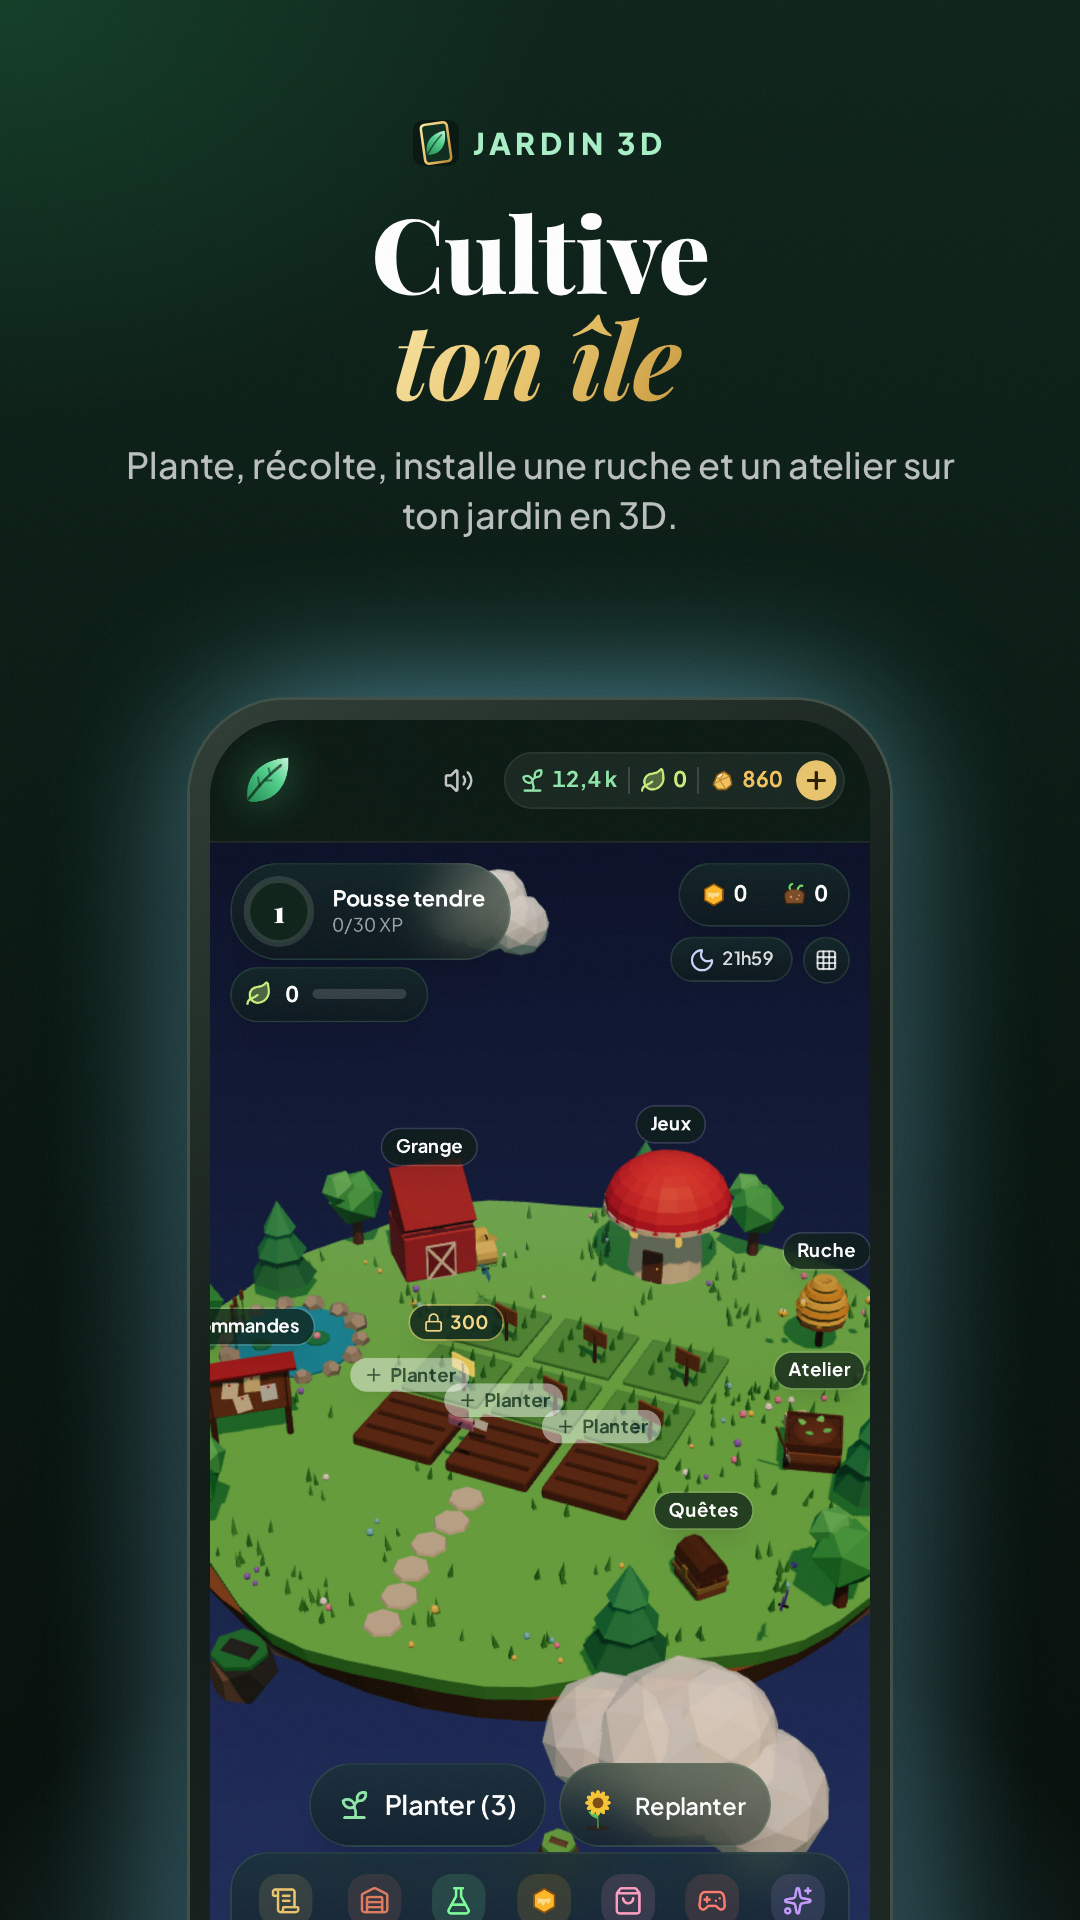 JARDIN 3D
Cultive
ton île
Plante, récolte, installe une ruche et un atelier sur
ton jardin en 3D.
12,4 k
0
860
1
Pousse tendre
0/30 XP
0
0
21h59
0
Jeux
Grange
Ruche
mmandes
300
Atelier
+ Planter
+ Planter
+ Planter
Quêtes
Planter (3)
Replanter